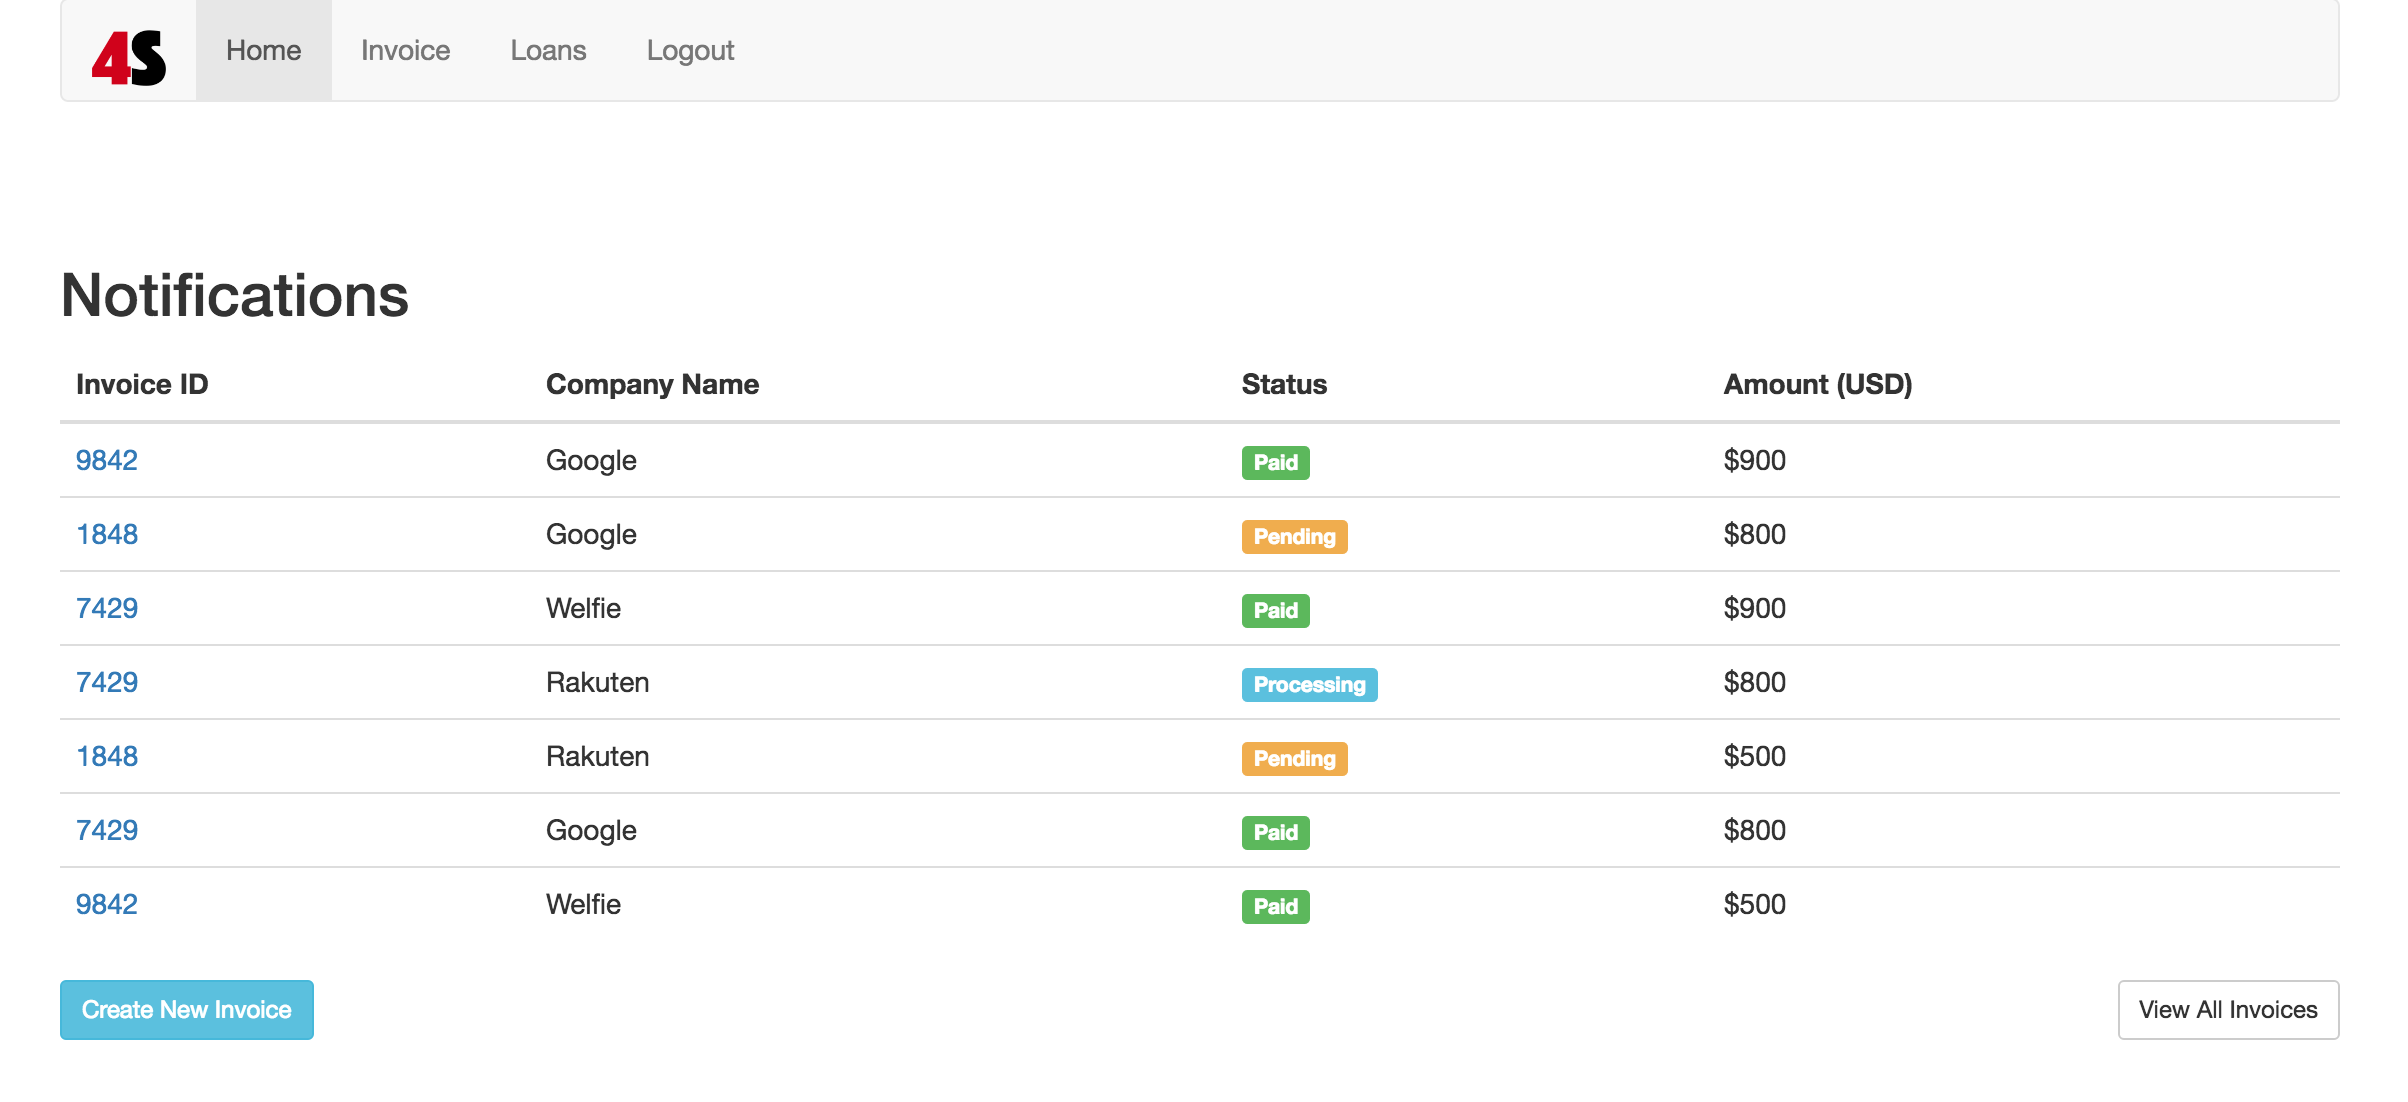 4S Home Invoice Loans Logout
Notifications
Invoice ID Company Name Status Amount (USD)
9842 Google Paid $900
1848 Google Pending $800
7429 Welfie Paid $900
7429 Rakuten Processing $800
1848 Rakuten Pending $500
7429 Google Paid $800
9842 Welfie Paid $500
Create New Invoice View All Invoices